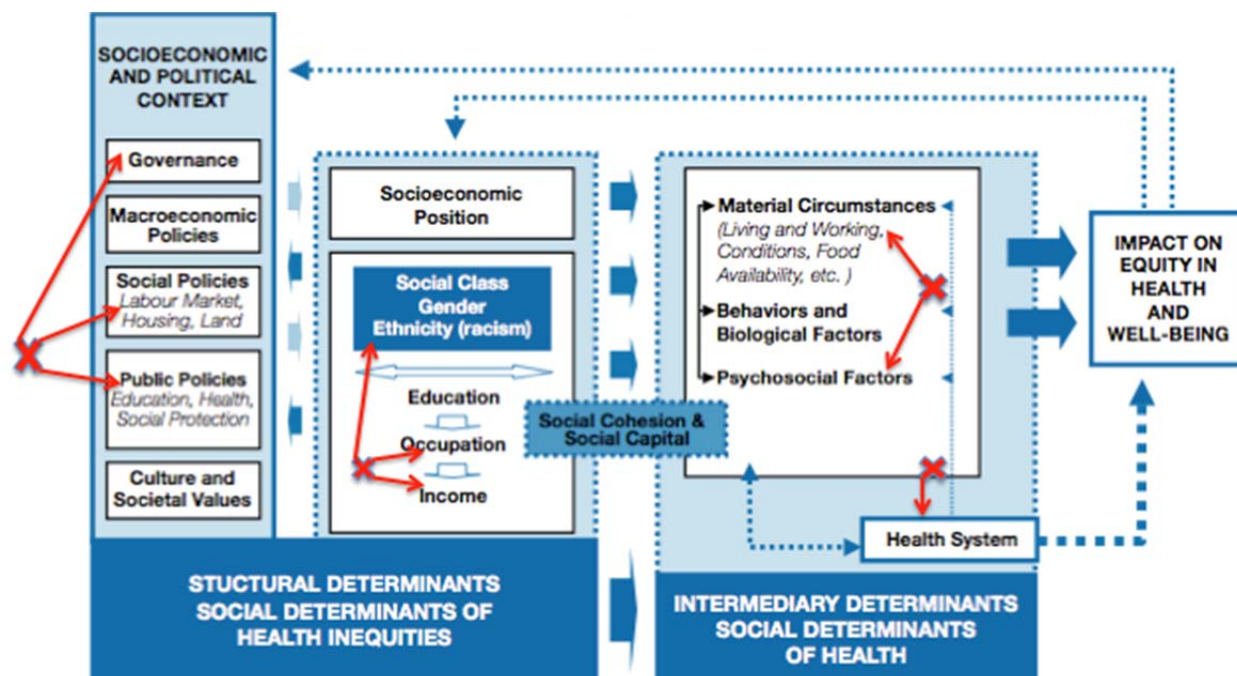 SOCIOECONOMIC
AND POLITICAL
CONTEXT
Governance
Macroeconomic
Policies
Social Policies
Labour Market,
Housing, Land
Public Policies
Education, Health,
Social Protection
Culture and
Societal Values
Socioeconomic
Position
Social Class
Gender
Ethnicity (racism)
Education
Occupation
Income
Social Cohesion &
Social Capital
Material Circumstances
(Living and Working,
Conditions, Food
Availability, etc. )
Behaviors and
Biological Factors
Psychosocial Factors
Health System
IMPACT ON
EQUITY IN
HEALTH
AND
WELL-BEING
STUCTURAL DETERMINANTS
SOCIAL DETERMINANTS OF
HEALTH INEQUITIES
INTERMEDIARY DETERMINANTS
SOCIAL DETERMINANTS
OF HEALTH